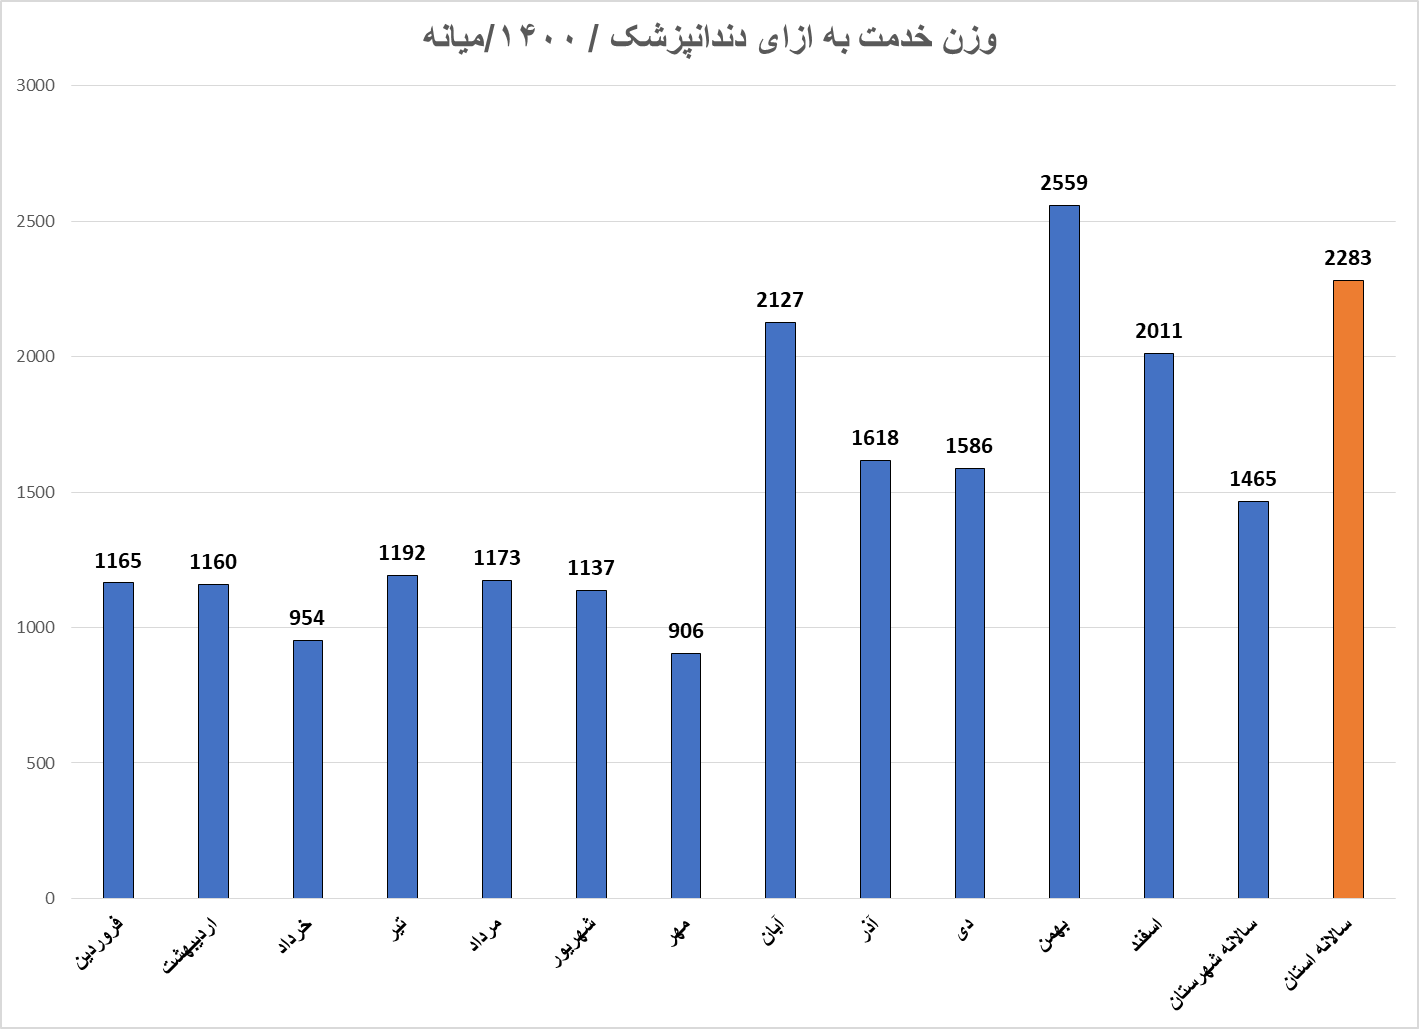 وزن خدمت به ازای دندانپزشک / ۱۴۰۰/میانه
3000
2500
2000
1500
1000
500
0
1165
1160
954
1192
1173
1137
906
2127
1618
1586
2559
2011
1465
2283
فروردین
اردیبهشت
خرداد
تیر
مرداد
شهریور
مهر
آبان
آذر
دی
بهمن
اسفند
سالانه شهرستان
سالانه استان